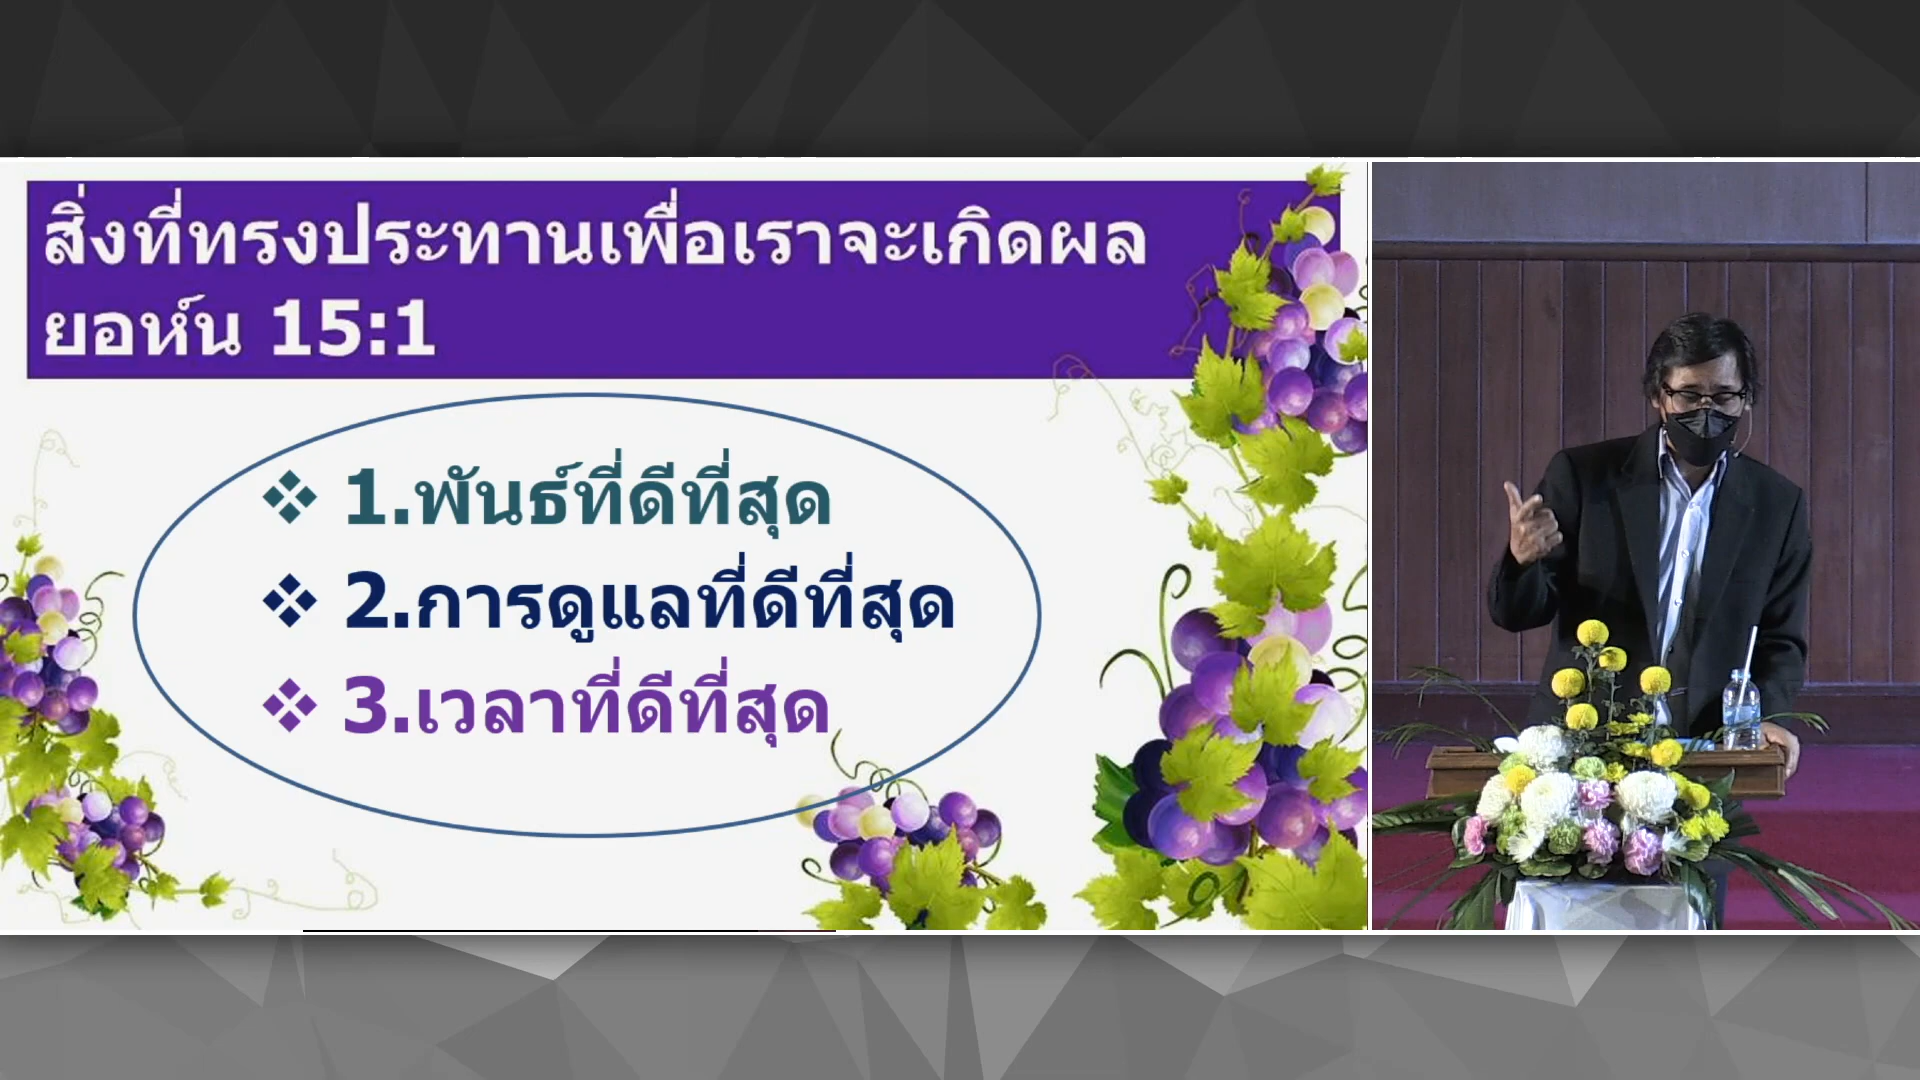 สิ่งที่ทรงประทานเพื่อเราจะเกิดผล
ยอห์น 15:1
❖ 1.พันธ์ที่ดีที่สุด
❖ 2.การดูแลที่ดีที่สุด
❖ 3.เวลาที่ดีที่สุด